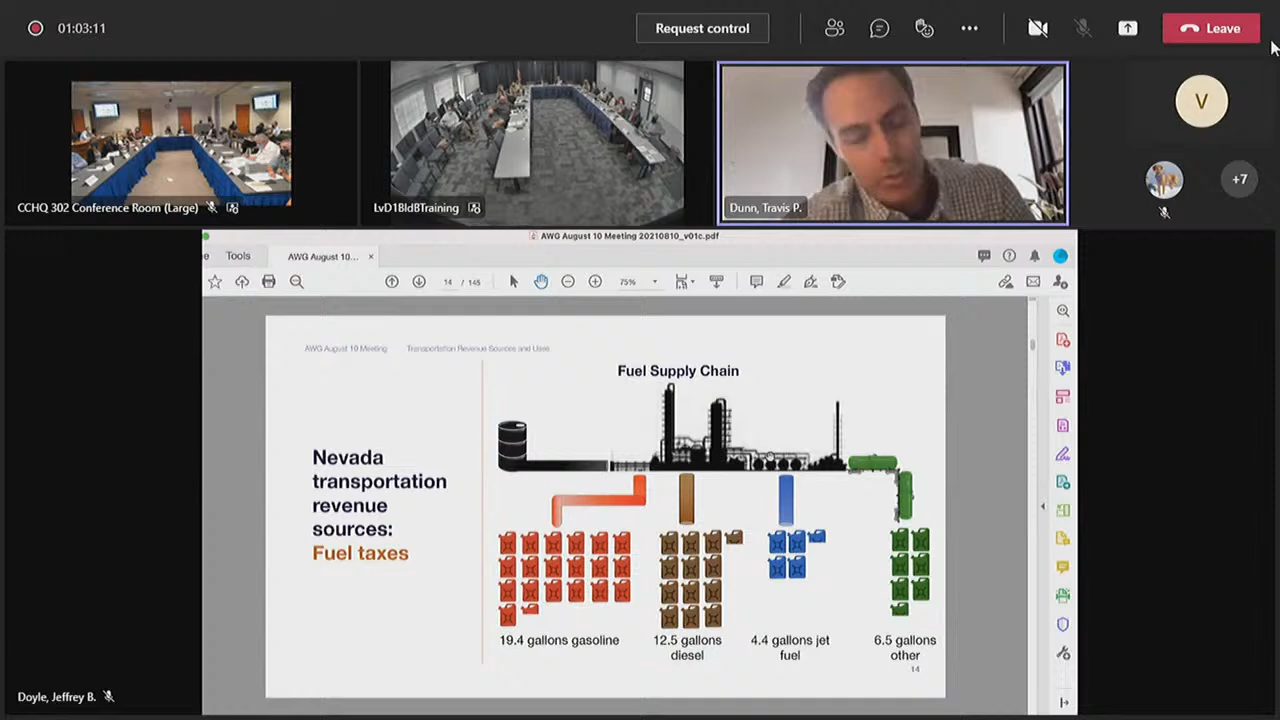 01:03:11
Request control
Leave
CCHQ 302 Conference Room (Large)
LvD1BldBTraining
Dunn, Travis P.
V
+7
AWG August 10 Meeting 20210810_v01c.pdf
e
Tools
AWG August 10...
×
14 / 145
75%
AWG August 10 Meeting
Transportation Revenue Sources and Uses
Fuel Supply Chain
Nevada
transportation
revenue
sources:
Fuel taxes
19.4 gallons gasoline
12.5 gallons
diesel
4.4 gallons jet
fuel
6.5 gallons
other
14
Doyle, Jeffrey B.